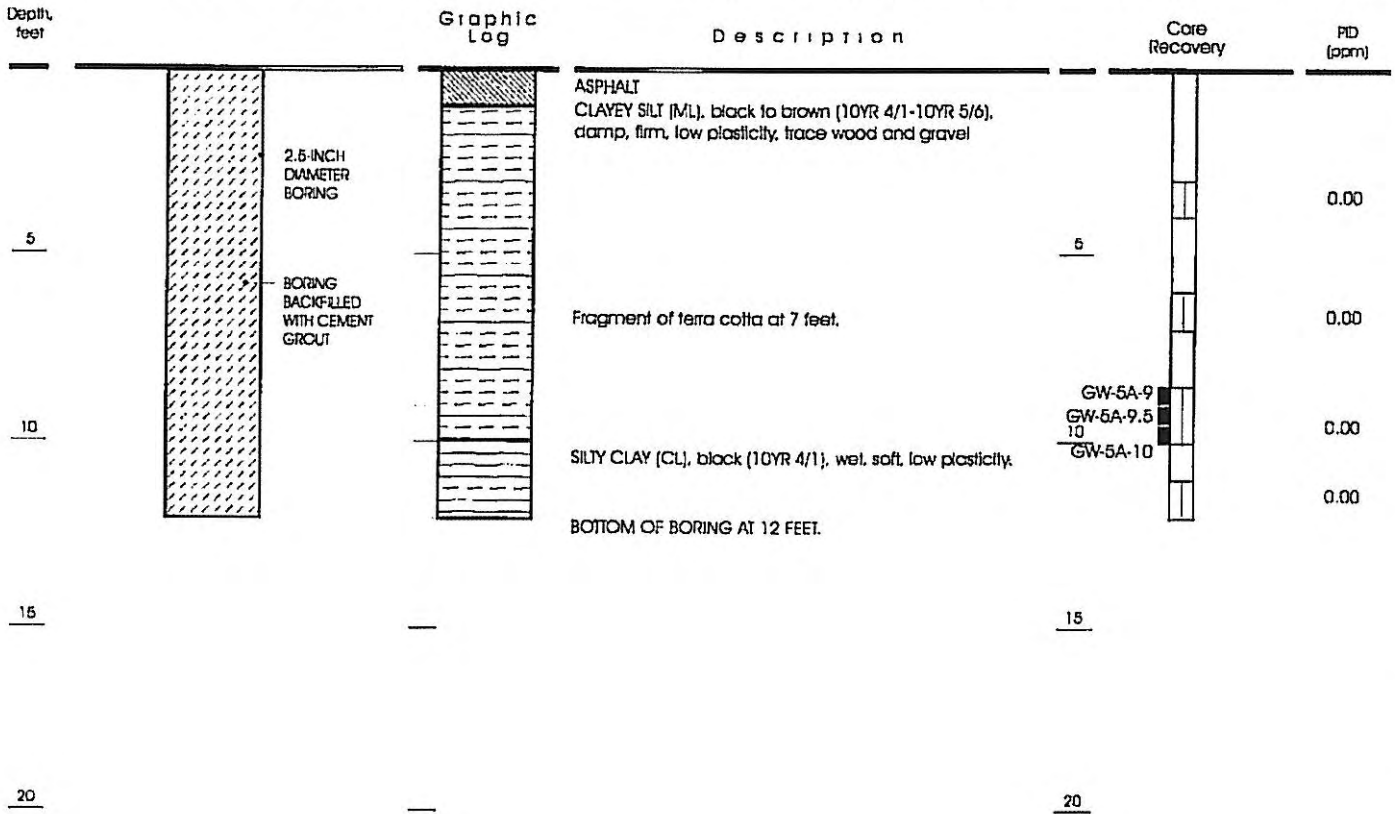 Depth, feet
Graphic Log
Description
Core Recovery
PID (ppm)
ASPHALT
CLAYEY SILT (ML), black to brown (10YR 4/1-10YR 5/6),
damp, firm, low plasticity, trace wood and gravel
2.5-INCH
DIAMETER
BORING
0.00
5
5
BORING
BACKFILLED
WITH CEMENT
GROUT
Fragment of terra cotta at 7 feet.
0.00
GW-5A-9
GW-5A-9.5
10
10
0.00
GW-5A-10
SILTY CLAY (CL), black (10YR 4/1), wet, soft, low plasticity.
0.00
BOTTOM OF BORING AT 12 FEET.
15
15
20
20